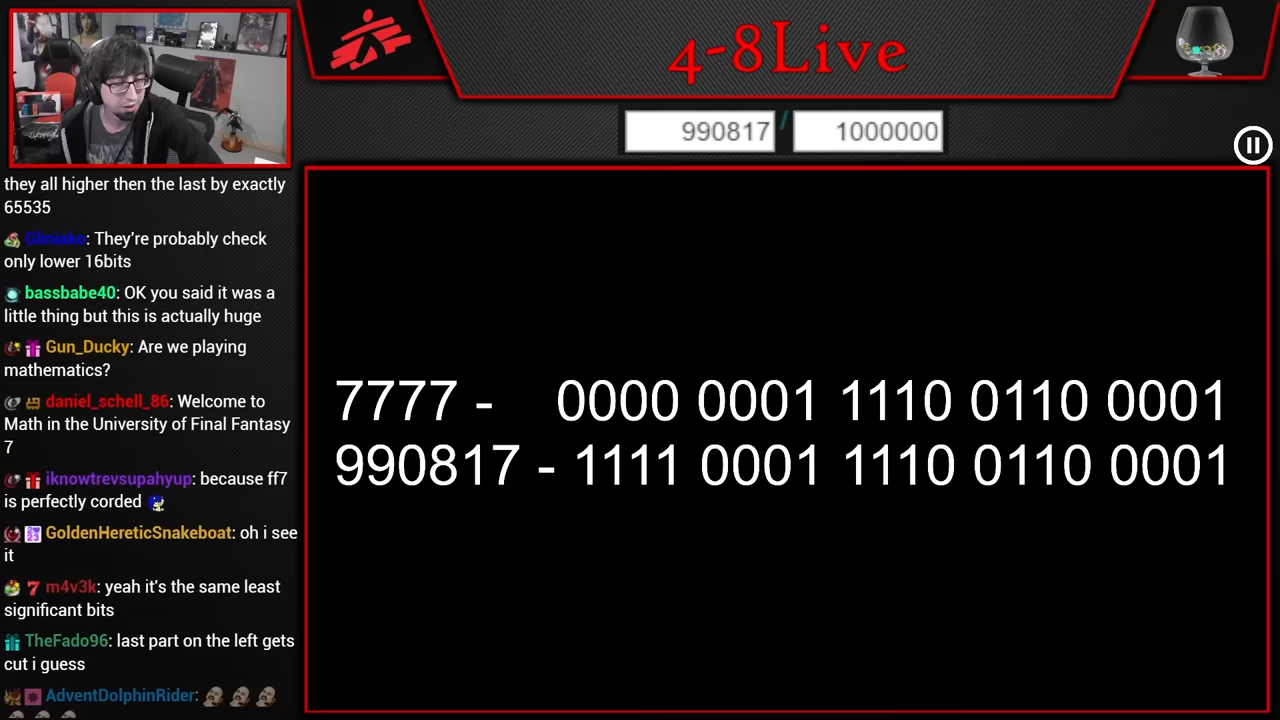 4-8Live
990817 / 1000000
they all higher then the last by exactly
65535
Gliniako: They're probably check
only lower 16bits
bassbabe40: OK you said it was a
little thing but this is actually huge
Gun_Ducky: Are we playing
mathematics?
daniel_schell_86: Welcome to
Math in the University of Final Fantasy
7
iknowtrevsupahyup: because ff7
is perfectly corded
GoldenHereticSnakeboat: oh i see
it
m4v3k: yeah it's the same least
significant bits
TheFado96: last part on the left gets
cut i guess
AdventDolphinRider:
7777 - 0000 0001 1110 0110 0001
990817 - 1111 0001 1110 0110 0001